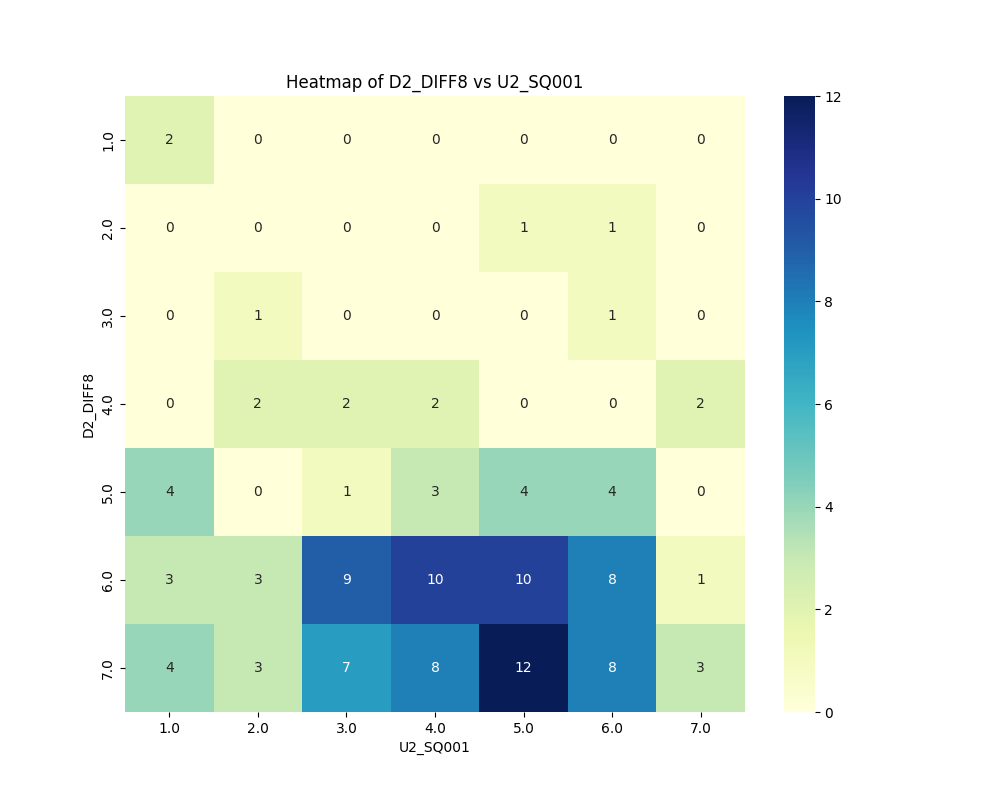 Heatmap of D2_DIFF8 vs U2_SQ001
1.0 2 0 0 0 0 0 0
2.0 0 0 0 0 1 1 0
3.0 0 1 0 0 0 1 0
4.0 0 2 2 2 0 0 2
5.0 4 0 1 3 4 4 0
6.0 3 3 9 10 10 8 1
7.0 4 3 7 8 12 8 3
1.0 2.0 3.0 4.0 5.0 6.0 7.0
U2_SQ001
D2_DIFF8
12
10
8
6
4
2
0